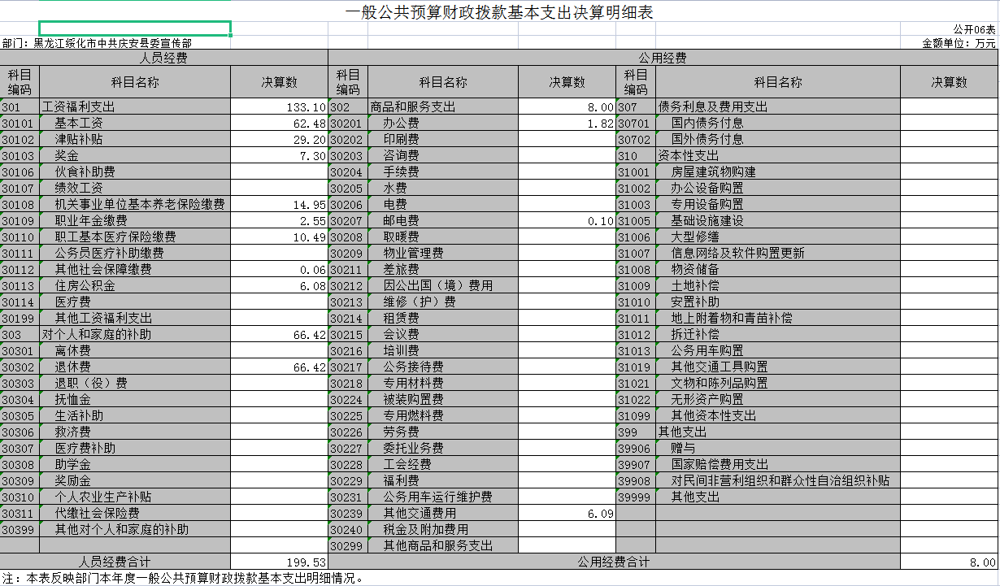 一般公共预算财政拨款基本支出决算明细表
公开06表
部门：黑龙江绥化市中共庆安县委宣传部 金额单位：万元
人员经费 公用经费
科目编码 科目名称 决算数 科目编码 科目名称 决算数 科目编码 科目名称 决算数
301 工资福利支出 133.10 302 商品和服务支出 8.00 307 债务利息及费用支出
30101 基本工资 62.48 30201 办公费 1.82 30701 国内债务付息
30102 津贴补贴 29.20 30202 印刷费 30702 国外债务付息
30103 奖金 7.30 30203 咨询费 310 资本性支出
30106 伙食补助费 30204 手续费 31001 房屋建筑物购建
30107 绩效工资 30205 水费 31002 办公设备购置
30108 机关事业单位基本养老保险缴费 14.95 30206 电费 31003 专用设备购置
30109 职业年金缴费 2.55 30207 邮电费 0.10 31005 基础设施建设
30110 职工基本医疗保险缴费 10.49 30208 取暖费 31006 大型修缮
30111 公务员医疗补助缴费 30209 物业管理费 31007 信息网络及软件购置更新
30112 其他社会保障缴费 0.06 30211 差旅费 31008 物资储备
30113 住房公积金 6.08 30212 因公出国（境）费用 31009 土地补偿
30114 医疗费 30213 维修（护）费 31010 安置补助
30199 其他工资福利支出 30214 租赁费 31011 地上附着物和青苗补偿
303 对个人和家庭的补助 66.42 30215 会议费 31012 拆迁补偿
30301 离休费 30216 培训费 31013 公务用车购置
30302 退休费 66.42 30217 公务接待费 31019 其他交通工具购置
30303 退职（役）费 30218 专用材料费 31021 文物和陈列品购置
30304 抚恤金 30224 被装购置费 31022 无形资产购置
30305 生活补助 30225 专用燃料费 31099 其他资本性支出
30306 救济费 30226 劳务费 399 其他支出
30307 医疗费补助 30227 委托业务费 39906 赠与
30308 助学金 30228 工会经费 39907 国家赔偿费用支出
30309 奖励金 30229 福利费 39908 对民间非营利组织和群众性自治组织补贴
30310 个人农业生产补贴 30231 公务用车运行维护费 39999 其他支出
30311 代缴社会保险费 30239 其他交通费用 6.09
30399 其他对个人和家庭的补助 30240 税金及附加费用
30299 其他商品和服务支出
人员经费合计 199.53 公用经费合计 8.00
注：本表反映部门本年度一般公共预算财政拨款基本支出明细情况。